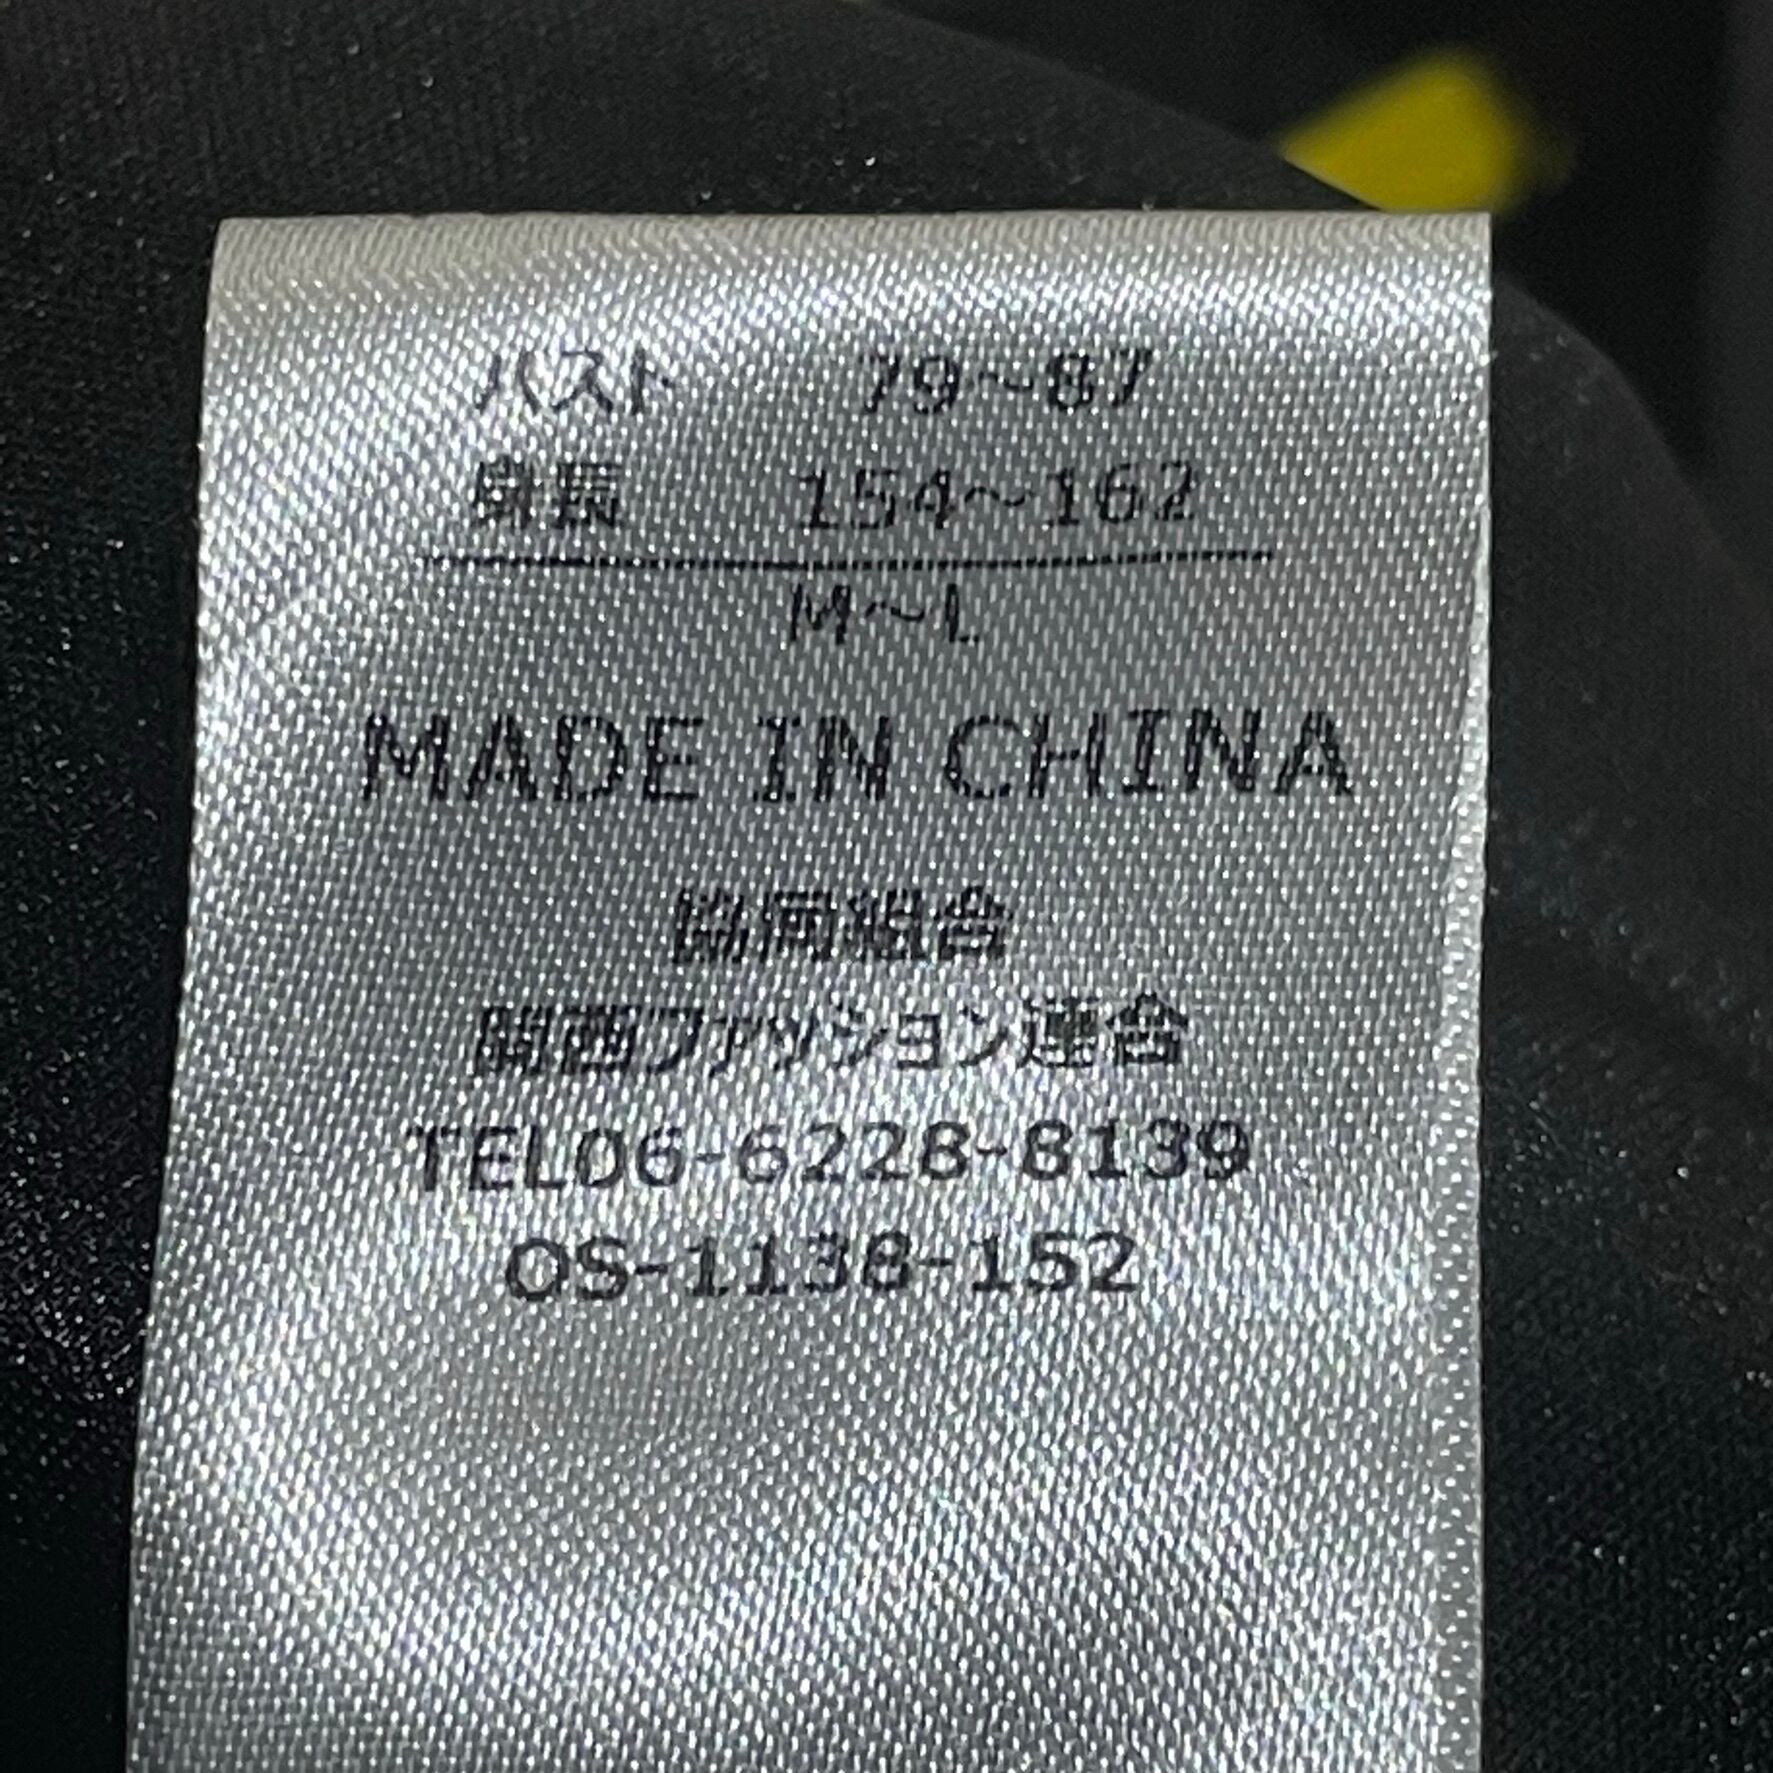 バスト 79~87
身長 154~162
M~L
MADE IN CHINA
協同組合
関西ファッション連合
TEL06-6228-8139
OS-1138-152